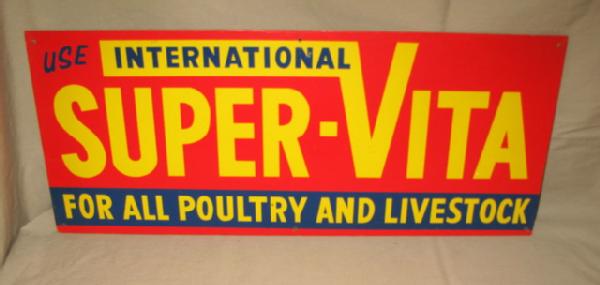 USE INTERNATIONAL
SUPER-VITA
FOR ALL POULTRY AND LIVESTOCK